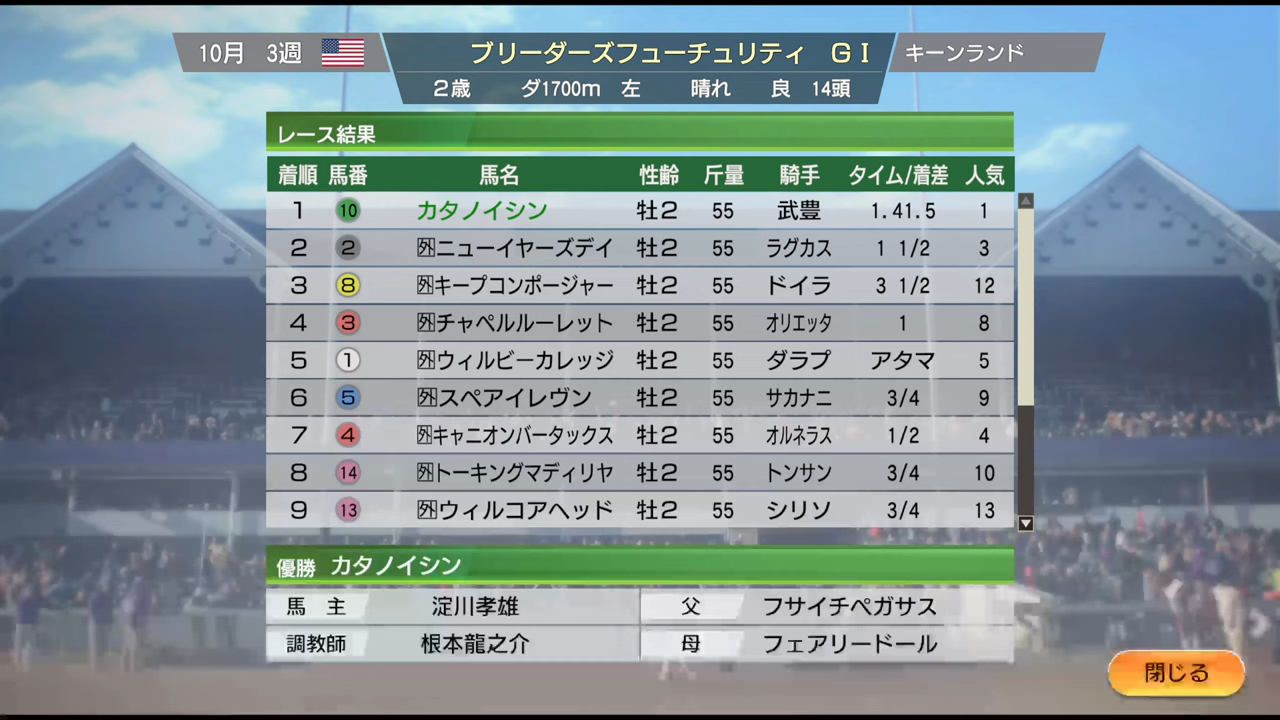 10月 3週 ブリーダーズフューチュリティ GⅠ キーンランド
2歳 ダ1700m 左 晴れ 良 14頭
レース結果
着順 馬番 馬名 性齢 斤量 騎手 タイム/着差 人気
1 10 カタノイシン 牡2 55 武豊 1.41.5 1
2 2 外ニューイヤーズデイ 牡2 55 ラグカス 1 1/2 3
3 8 外キープコンポージャー 牡2 55 ドイラ 3 1/2 12
4 3 外チャペルルーレット 牡2 55 オリエッタ 1 8
5 1 外ウィルビーカレッジ 牡2 55 ダラプ アタマ 5
6 5 外スペアイレヴン 牡2 55 サカナニ 3/4 9
7 4 外キャニオンバータックス 牡2 55 オルネラス 1/2 4
8 14 外トーキングマディリヤ 牡2 55 トンサン 3/4 10
9 13 外ウィルコアヘッド 牡2 55 シリソ 3/4 13
優勝 カタノイシン
馬主 淀川孝雄 父 フサイチペガサス
調教師 根本龍之介 母 フェアリードール
閉じる